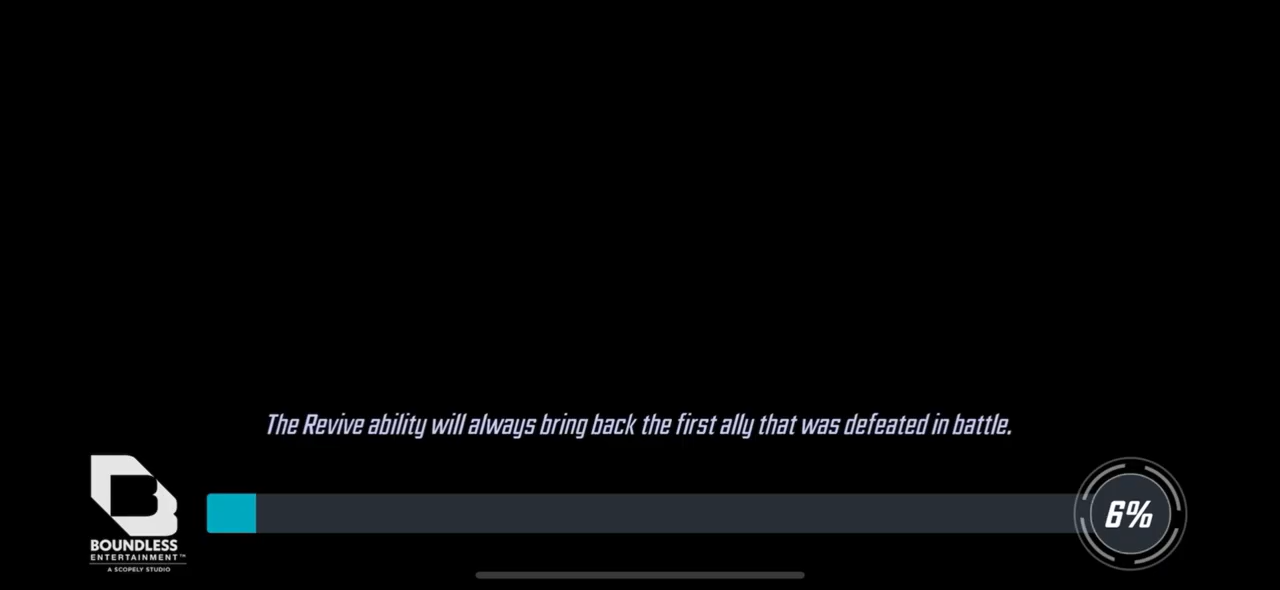 The Revive ability will always bring back the first ally that was defeated in battle.
6%
BOUNDLESS
ENTERTAINMENT™
A SCOPELY STUDIO